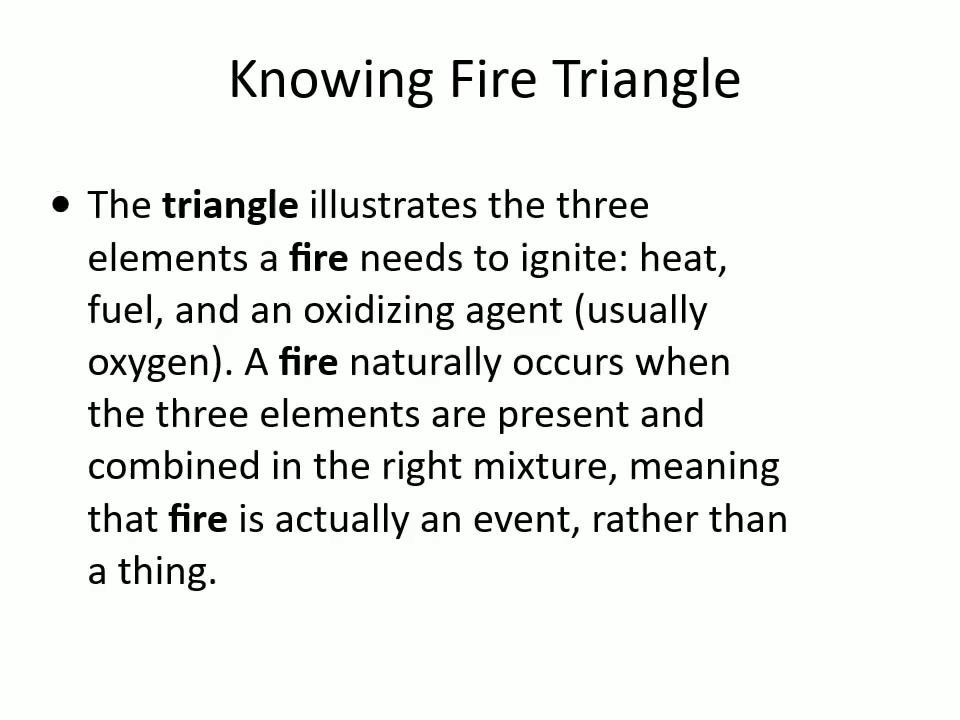 Knowing Fire Triangle
• The triangle illustrates the three
elements a fire needs to ignite: heat,
fuel, and an oxidizing agent (usually
oxygen). A fire naturally occurs when
the three elements are present and
combined in the right mixture, meaning
that fire is actually an event, rather than
a thing.